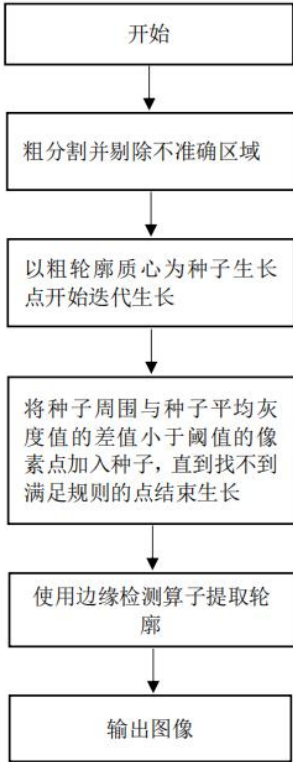 开始
粗分割并剔除不准确区域
以粗轮廓质心为种子生长
点开始迭代生长
将种子周围与种子平均灰
度值的差值小于阈值的像
素点加入种子，直到找不到
满足规则的点结束生长
使用边缘检测算子提取轮
廓
输出图像